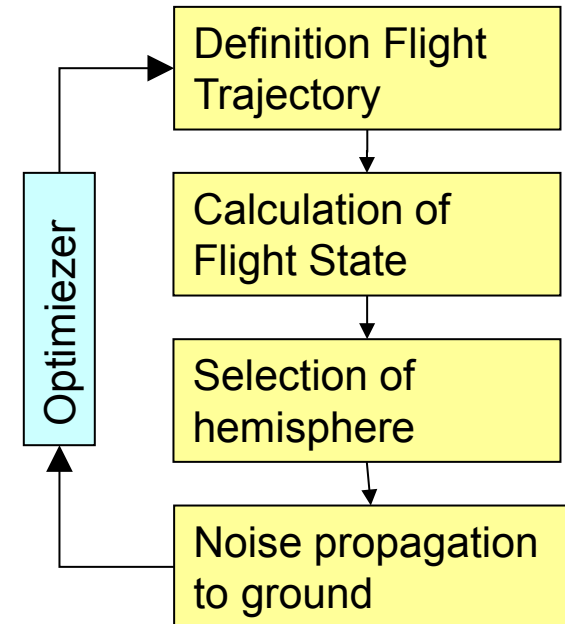 Definition Flight
Trajectory
Calculation of
Flight State
Optimiezer
Selection of
hemisphere
Noise propagation
to ground